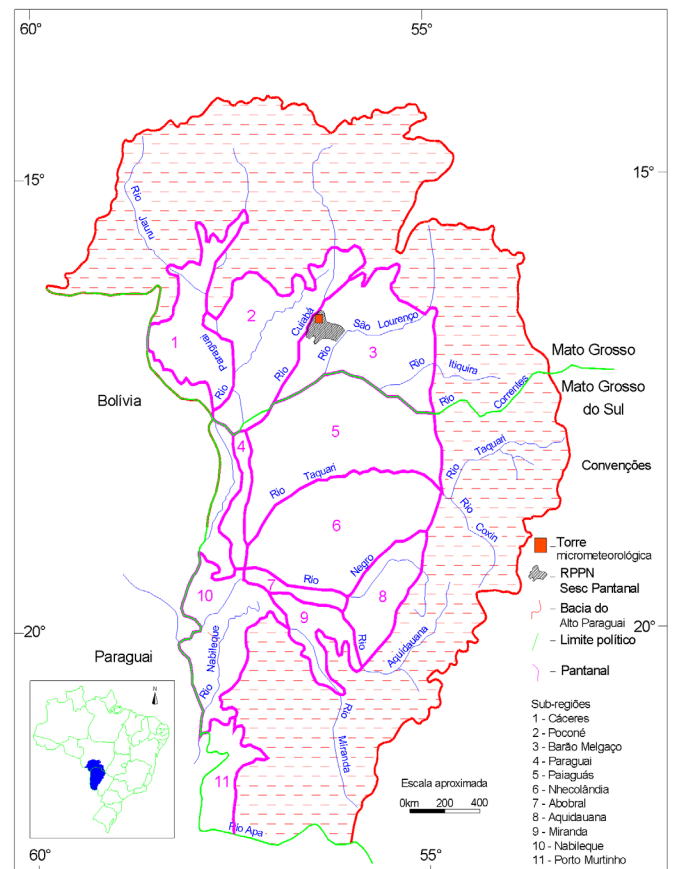 60°
55°
15°
15°
Rio
Jauru
2
Cuiabá
São Lourenço
1
Paraguai
Rio
3
Rio
Rio
Itiquira
Mato Grosso
Rio
Rio
Correntes
Mato Grosso
do Sul
Bolívia
4
5
Taquari
Rio
Convenções
Taquari
Rio
Rio
6
Coxin
Torre
micrometeorológica
Negro
Rio
RPPN
Sesc Pantanal
7
10
8
Bacia do
Alto Paraguai
9
Rio
Aquidauana
20°
20°
Limite político
Paraguai
Nabileque
Rio
Pantanal
Rio
Miranda
N
Sub-regiões
1 - Cáceres
2 - Poconé
3 - Barão Melgaço
4 - Paraguai
5 - Paiaguás
6 - Nhecolândia
7 - Abobral
8 - Aquidauana
9 - Miranda
10 - Nabileque
11 - Porto Murtinho
11
Escala aproximada
0km 200 400
Rio Apa
60°
55°